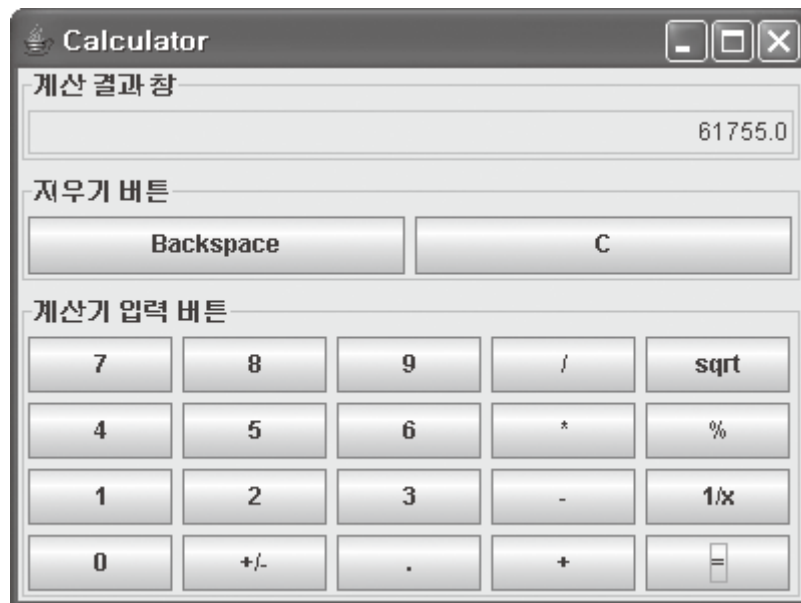 Calculator
계산 결과 창
61755.0
지우기 버튼
Backspace C
계산기 입력 버튼
7 8 9 / sqrt
4 5 6 * %
1 2 3 - 1/x
0 +/- . + =